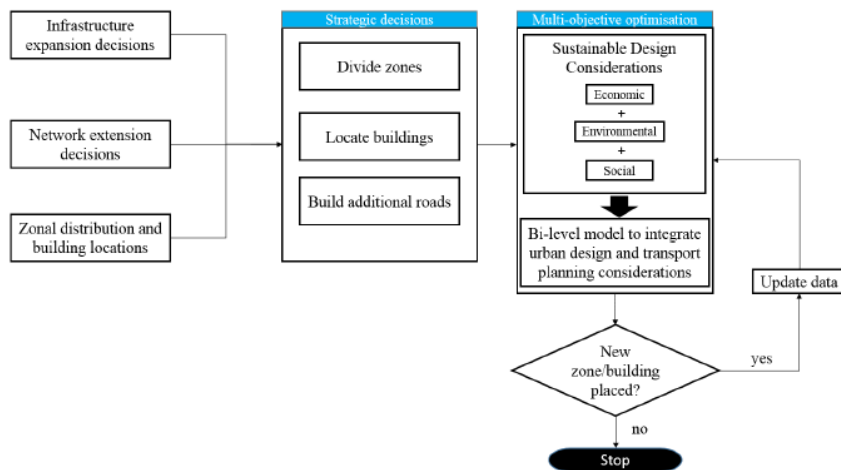 Infrastructure
expansion decisions
Network extension
decisions
Zonal distribution and
building locations
Strategic decisions
Divide zones
Locate buildings
Build additional roads
Multi-objective optimisation
Sustainable Design
Considerations
Economic
+
Environmental
+
Social
Bi-level model to integrate
urban design and transport
planning considerations
Update data
New
zone/building
placed?
yes
no
Stop